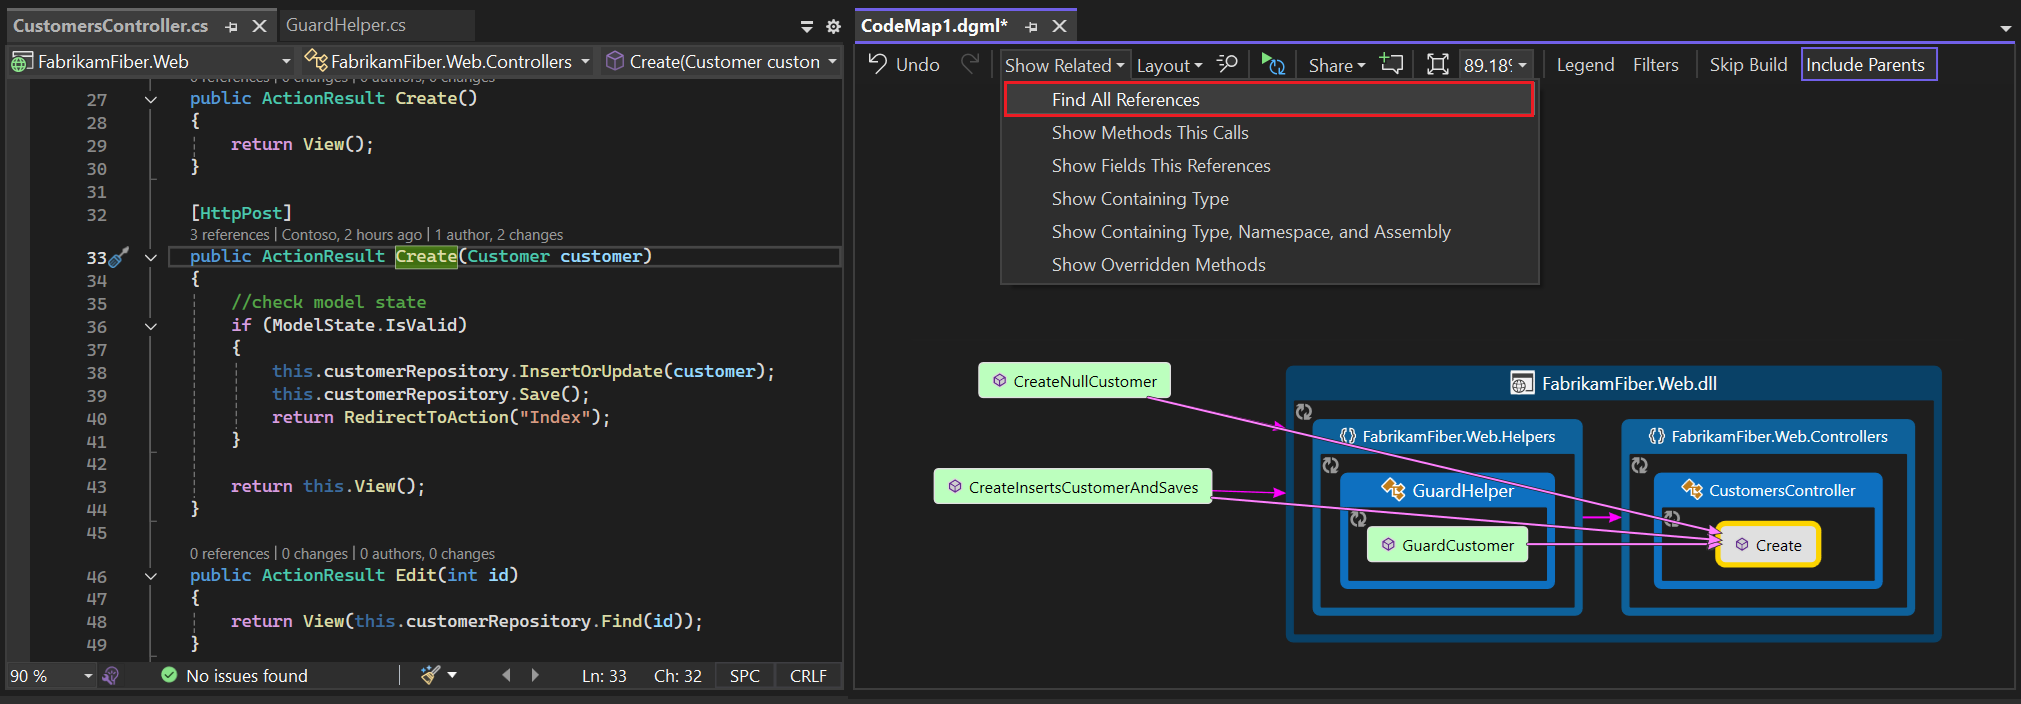 CustomersController.cs
GuardHelper.cs
FabrikamFiber.Web
FabrikamFiber.Web.Controllers
Create(Customer custon
0 references | 0 changes | 0 authors, 0 changes
27 public ActionResult Create()
28 {
29 return View();
30 }
31
32 [HttpPost]
3 references | Contoso, 2 hours ago | 1 author, 2 changes
33 public ActionResult Create(Customer customer)
34 {
35 //check model state
36 if (ModelState.IsValid)
37 {
38 this.customerRepository.InsertOrUpdate(customer);
39 this.customerRepository.Save();
40 return RedirectToAction("Index");
41 }
42
43 return this.View();
44 }
45
0 references | 0 changes | 0 authors, 0 changes
46 public ActionResult Edit(int id)
47 {
48 return View(this.customerRepository.Find(id));
49 }
90 %
No issues found
Ln: 33
Ch: 32
SPC
CRLF
CodeMap1.dgml*
Undo
Show Related
Layout
Share
89.18%
Legend
Filters
Skip Build
Include Parents
Find All References
Show Methods This Calls
Show Fields This References
Show Containing Type
Show Containing Type, Namespace, and Assembly
Show Overridden Methods
CreateNullCustomer
CreateInsertsCustomerAndSaves
FabrikamFiber.Web.dll
FabrikamFiber.Web.Helpers
FabrikamFiber.Web.Controllers
GuardHelper
CustomersController
GuardCustomer
Create